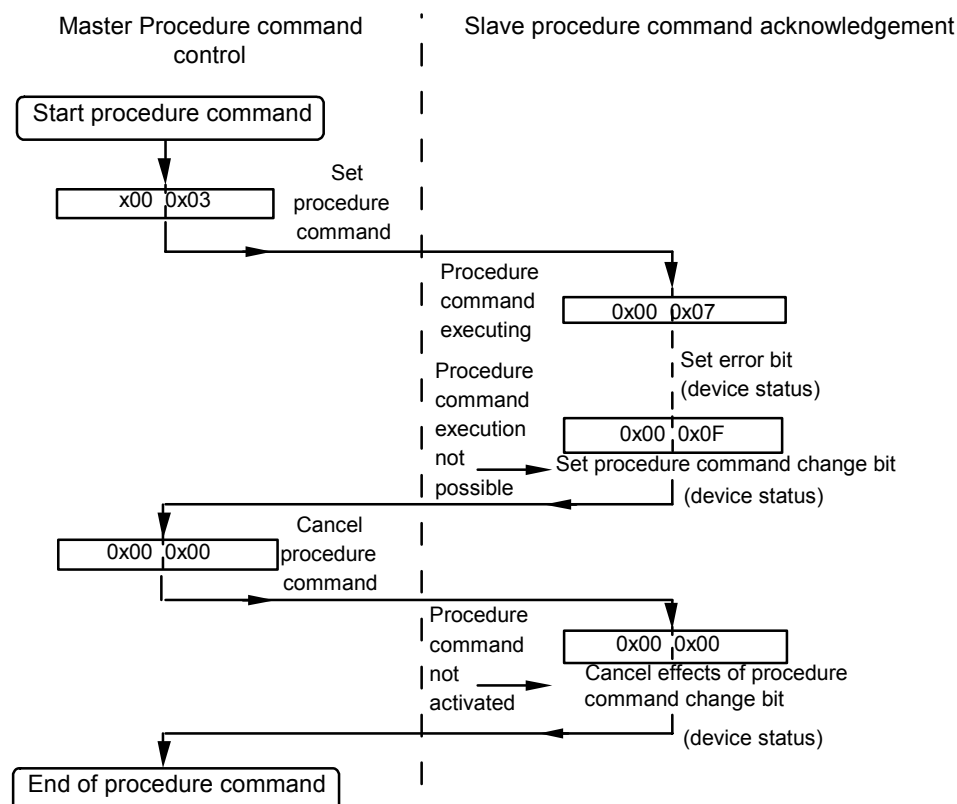 Master Procedure command
control
Slave procedure command acknowledgement
Start procedure command
x00 0x03
Set
procedure
command
Procedure
command
executing
0x00 0x07
Set error bit
(device status)
Procedure
command
execution
not
possible
0x00 0x0F
Set procedure command change bit
(device status)
0x00 0x00
Cancel
procedure
command
Procedure
command
not
activated
0x00 0x00
Cancel effects of procedure
command change bit
(device status)
End of procedure command